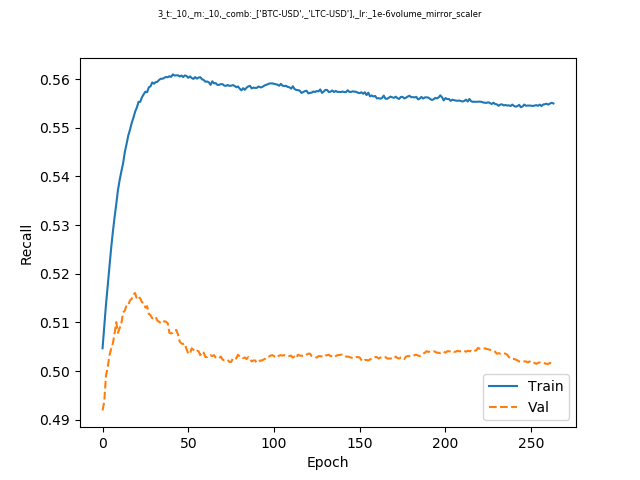 3_t:_10,_m:_10,_comb:_['BTC-USD',_'LTC-USD'],_lr:_1e-6volume_mirror_scaler
0.56
0.55
0.54
0.53
0.52
0.51
0.50
0.49
Recall
0
50
100
150
200
250
Epoch
Train
Val